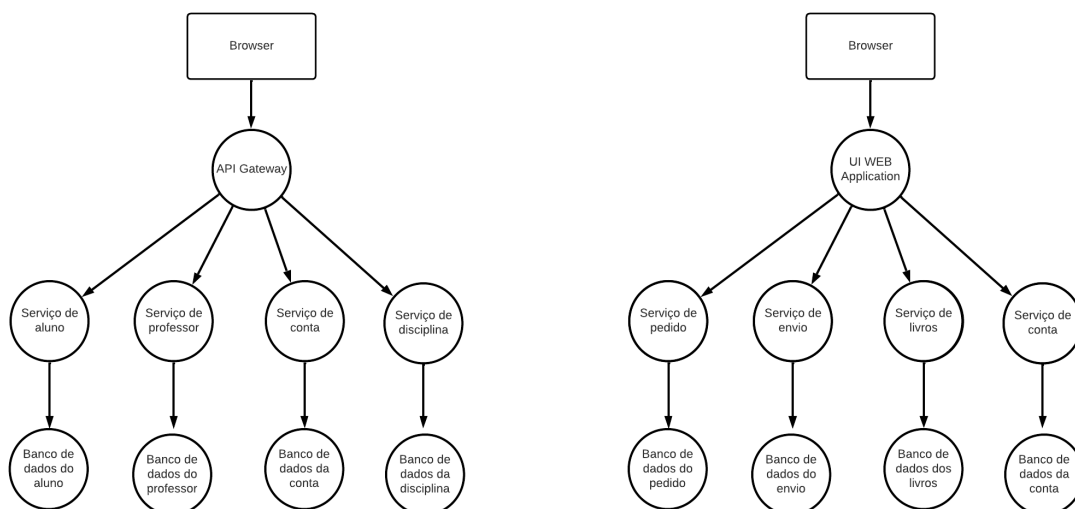 Browser
API Gateway
Serviço de
aluno
Serviço de
professor
Serviço de
conta
Serviço de
disciplina
Banco de
dados do
aluno
Banco de
dados do
professor
Banco de
dados da
conta
Banco de
dados da
disciplina
Browser
UI WEB
Application
Serviço de
pedido
Serviço de
envio
Serviço de
livros
Serviço de
conta
Banco de
dados do
pedido
Banco de
dados do
envio
Banco de
dados dos
livros
Banco de
dados da
conta